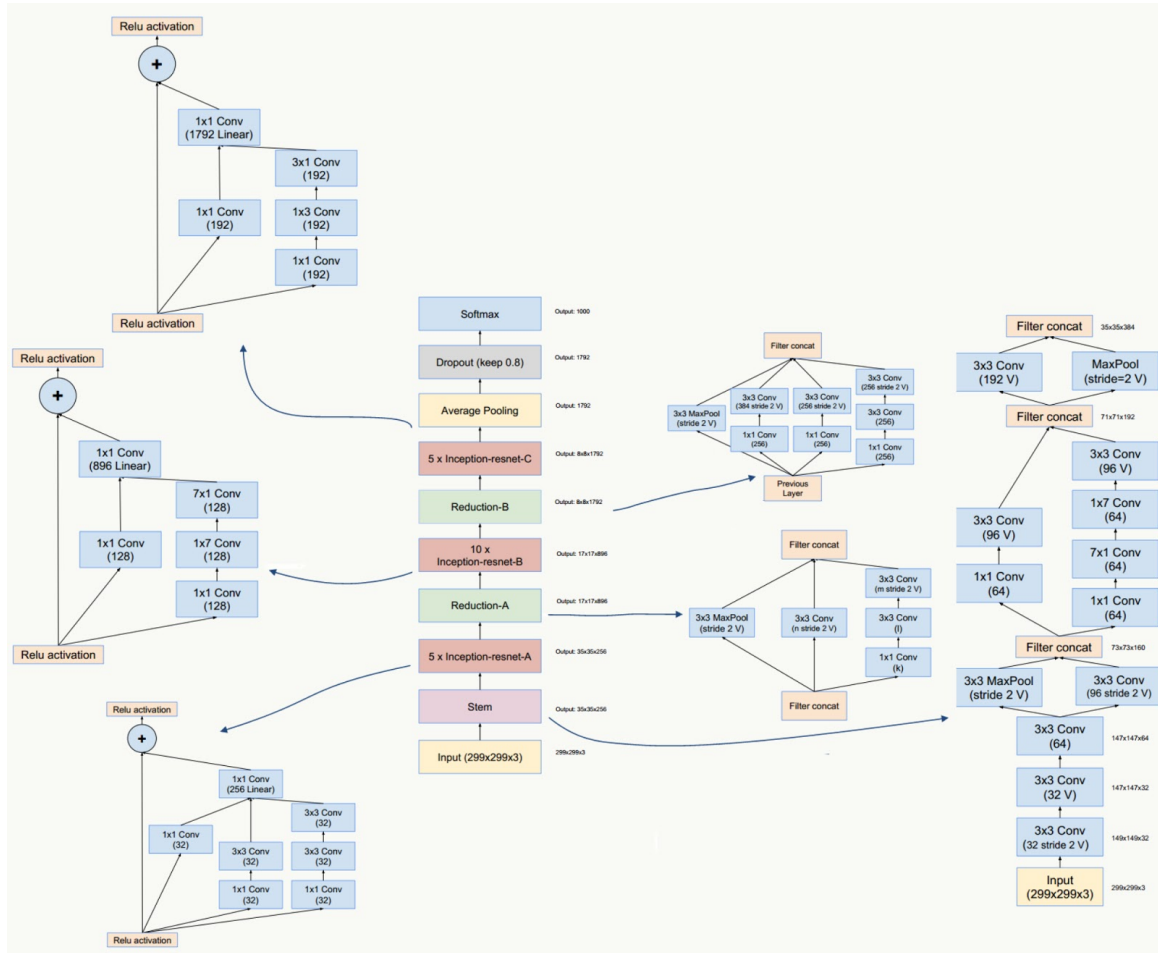 Relu activation
+
1x1 Conv
(1792 Linear)
3x1 Conv
(192)
1x1 Conv
(192)
1x3 Conv
(192)
1x1 Conv
(192)
Relu activation
Relu activation
+
1x1 Conv
(896 Linear)
7x1 Conv
(128)
1x1 Conv
(128)
1x7 Conv
(128)
1x1 Conv
(128)
Relu activation
Relu activation
+
1x1 Conv
(256 Linear)
3x3 Conv
(32)
1x1 Conv
(32)
3x3 Conv
(32)
3x3 Conv
(32)
1x1 Conv
(32)
1x1 Conv
(32)
Relu activation
Softmax
Output: 1000
Dropout (keep 0.8)
Output: 1792
Average Pooling
Output: 1792
5 x Inception-resnet-C
Output: 8x8x1792
Reduction-B
Output: 8x8x1792
10 x
Inception-resnet-B
Output: 17x17x896
Reduction-A
Output: 17x17x896
5 x Inception-resnet-A
Output: 35x35x256
Stem
Output: 35x35x256
Input (299x299x3)
299x299x3
Filter concat
3x3 Conv
(256 stride 2 V)
3x3 MaxPool
(stride 2 V)
3x3 Conv
(384 stride 2 V)
3x3 Conv
(256 stride 2 V)
3x3 Conv
(256)
1x1 Conv
(256)
1x1 Conv
(256)
1x1 Conv
(256)
Previous
Layer
Filter concat
3x3 Conv
(m stride 2 V)
3x3 MaxPool
(stride 2 V)
3x3 Conv
(n stride 2 V)
3x3 Conv
(l)
1x1 Conv
(k)
Filter concat
Filter concat
35x35x384
3x3 Conv
(192 V)
MaxPool
(stride=2 V)
Filter concat
71x71x192
3x3 Conv
(96 V)
1x7 Conv
(64)
3x3 Conv
(96 V)
7x1 Conv
(64)
1x1 Conv
(64)
1x1 Conv
(64)
Filter concat
73x73x160
3x3 MaxPool
(stride 2 V)
3x3 Conv
(96 stride 2 V)
3x3 Conv
(64)
147x147x64
3x3 Conv
(32 V)
147x147x32
3x3 Conv
(32 stride 2 V)
149x149x32
Input
(299x299x3)
299x299x3